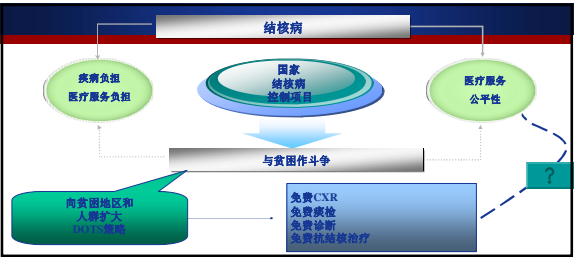 结核病
疾病负担
医疗服务负担
国家
结核病
控制项目
医疗服务
公平性
与贫困作斗争
?
向贫困地区和
人群扩大
DOTS策略
免费CXR
免费痰检
免费诊断
免费抗结核治疗